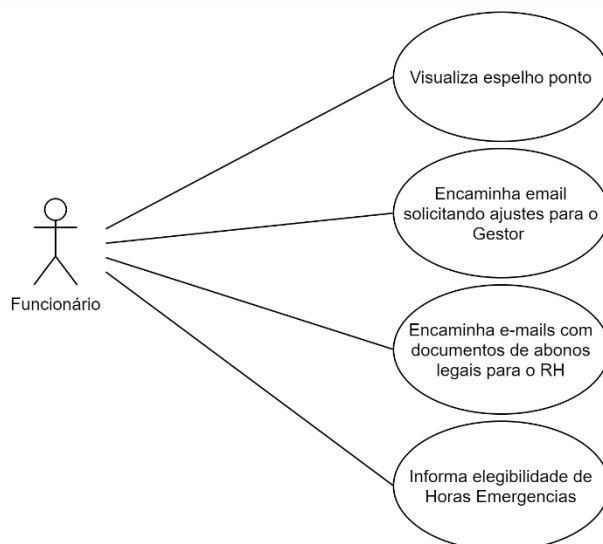 Visualiza espelho ponto
Encaminha email
solicitando ajustes para o
Gestor
Funcionário
Encaminha e-mails com
documentos de abonos
legais para o RH
Informa elegibilidade de
Horas Emergencias